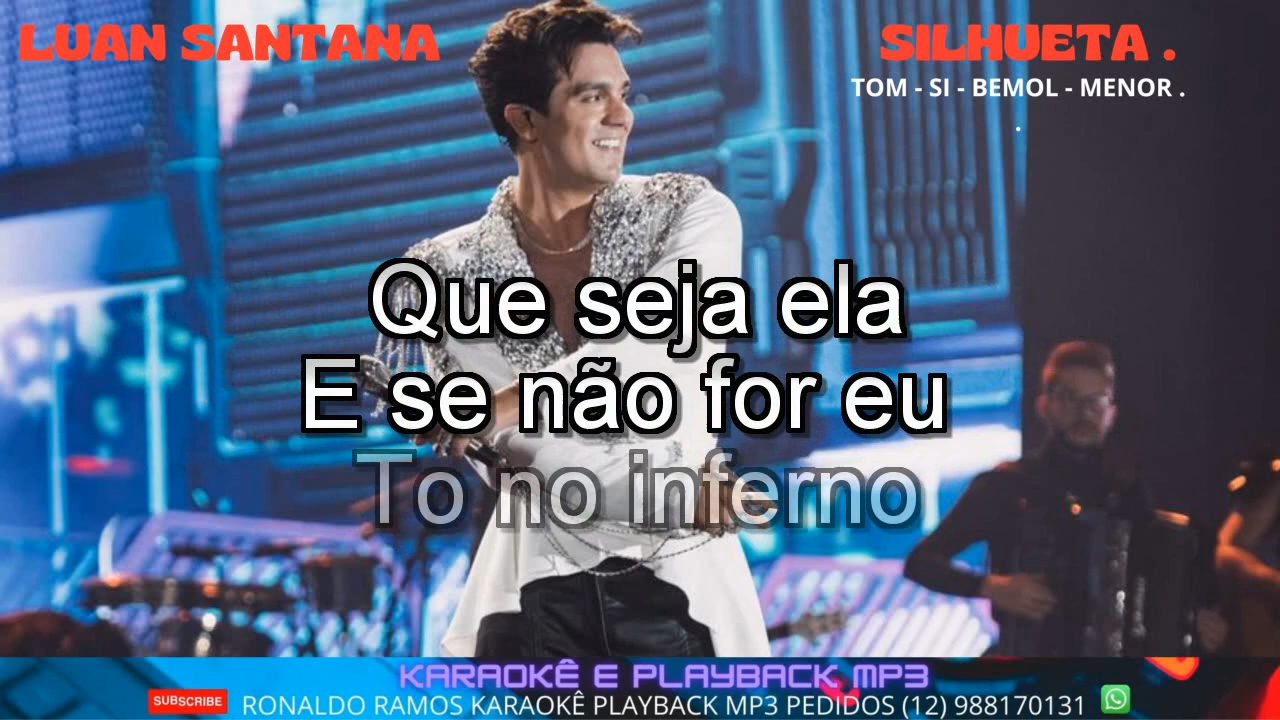 LUAN SANTANA
SILHUETA .
TOM - SI - BEMOL - MENOR .
.
Que seja ela
E se não for eu
To no inferno
KARAOKÊ E PLAYBACK MP3
SUBSCRIBE
RONALDO RAMOS KARAOKÊ PLAYBACK MP3 PEDIDOS (12) 988170131